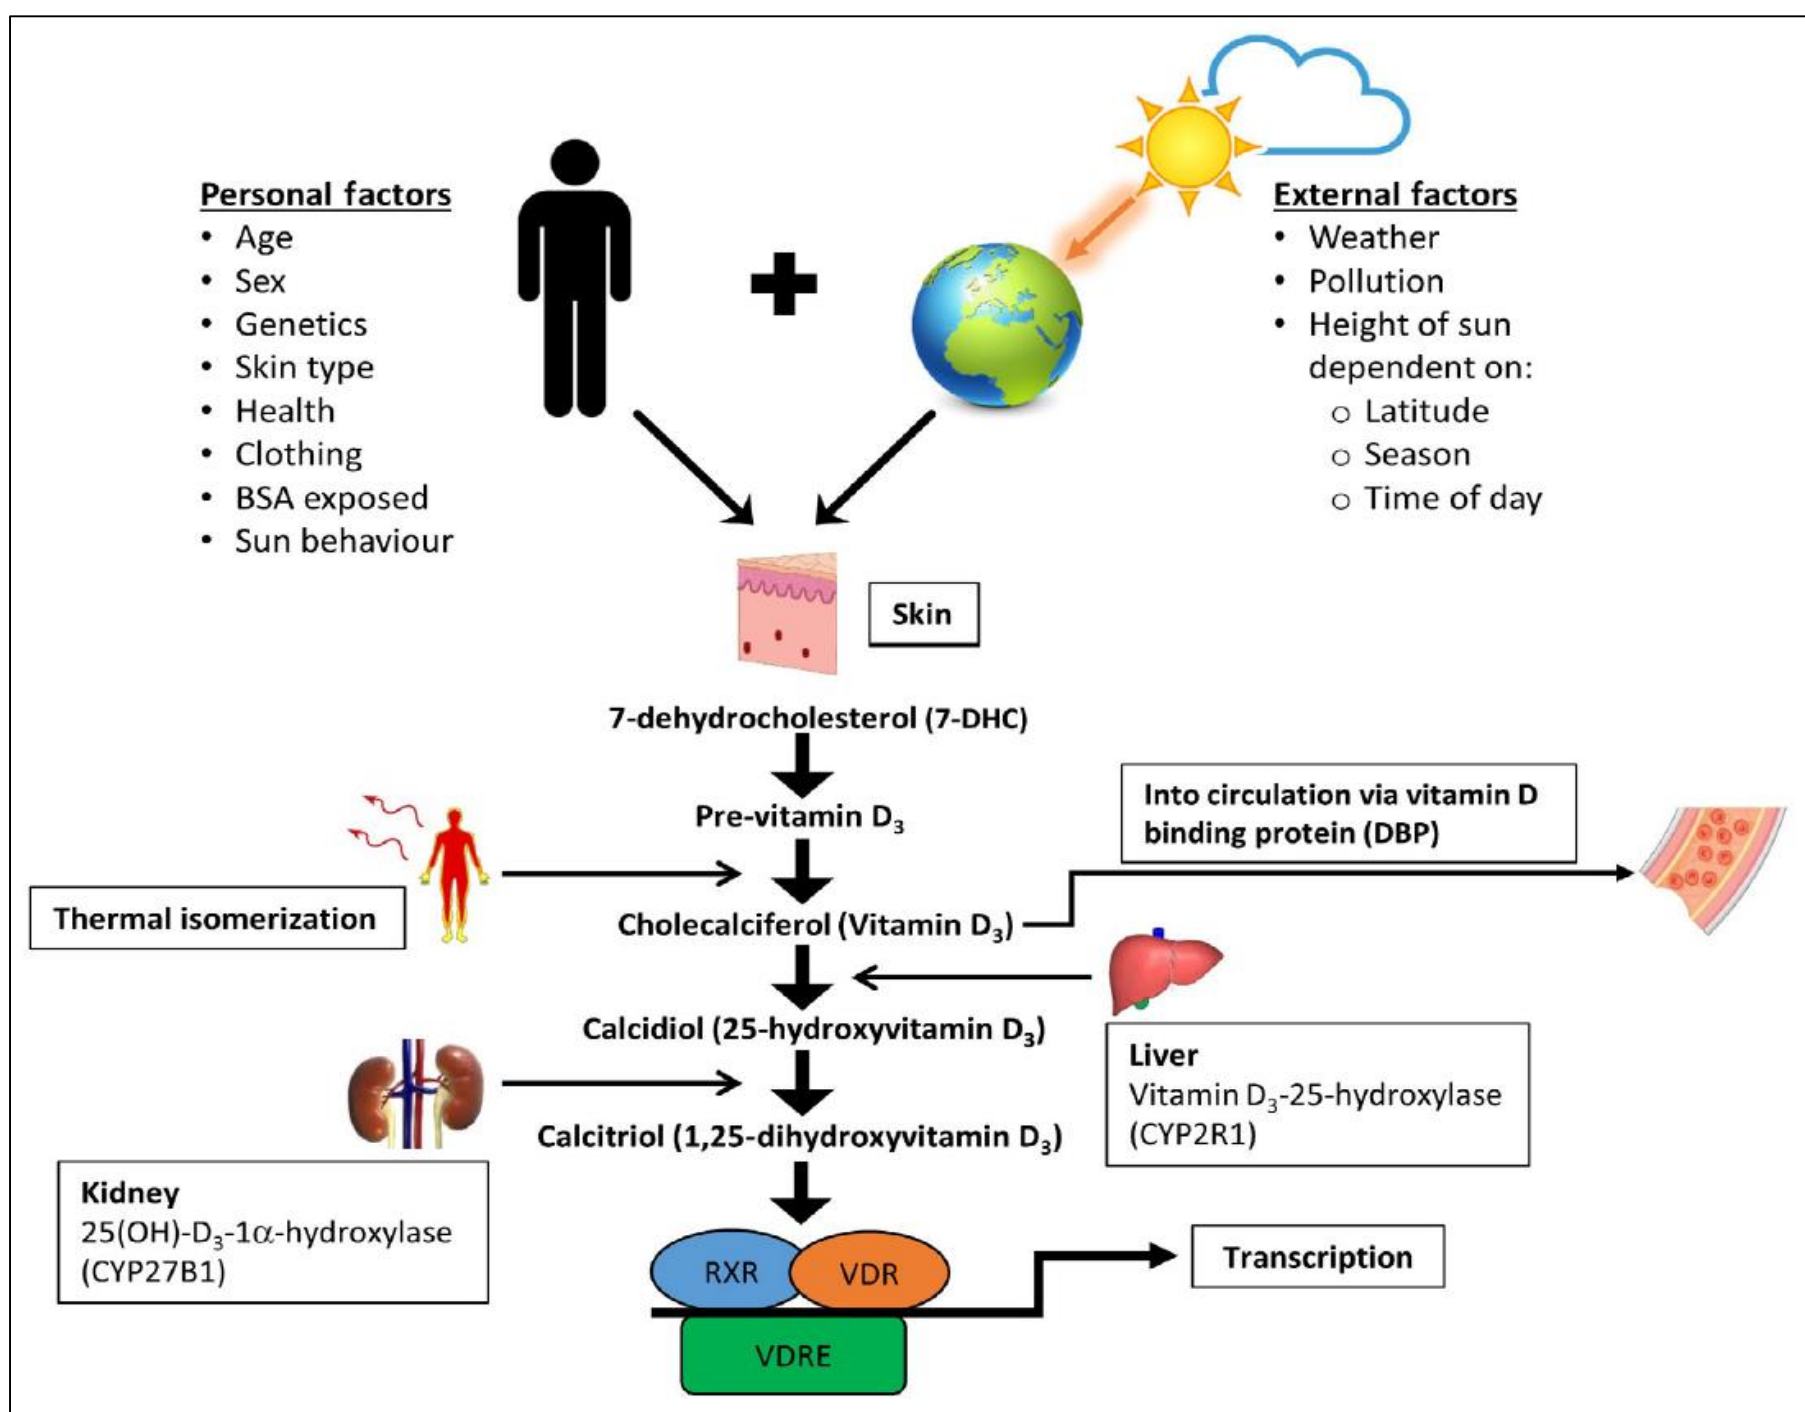 Personal factors
• Age
• Sex
• Genetics
• Skin type
• Health
• Clothing
• BSA exposed
• Sun behaviour
External factors
• Weather
• Pollution
• Height of sun
dependent on:
o Latitude
o Season
o Time of day
Skin
7-dehydrocholesterol (7-DHC)
Pre-vitamin D₃
Into circulation via vitamin D
binding protein (DBP)
Thermal isomerization
Cholecalciferol (Vitamin D₃)
Calcidiol (25-hydroxyvitamin D₃)
Liver
Vitamin D₃-25-hydroxylase
(CYP2R1)
Calcitriol (1,25-dihydroxyvitamin D₃)
Kidney
25(OH)-D₃-1α-hydroxylase
(CYP27B1)
RXR
VDR
Transcription
VDRE